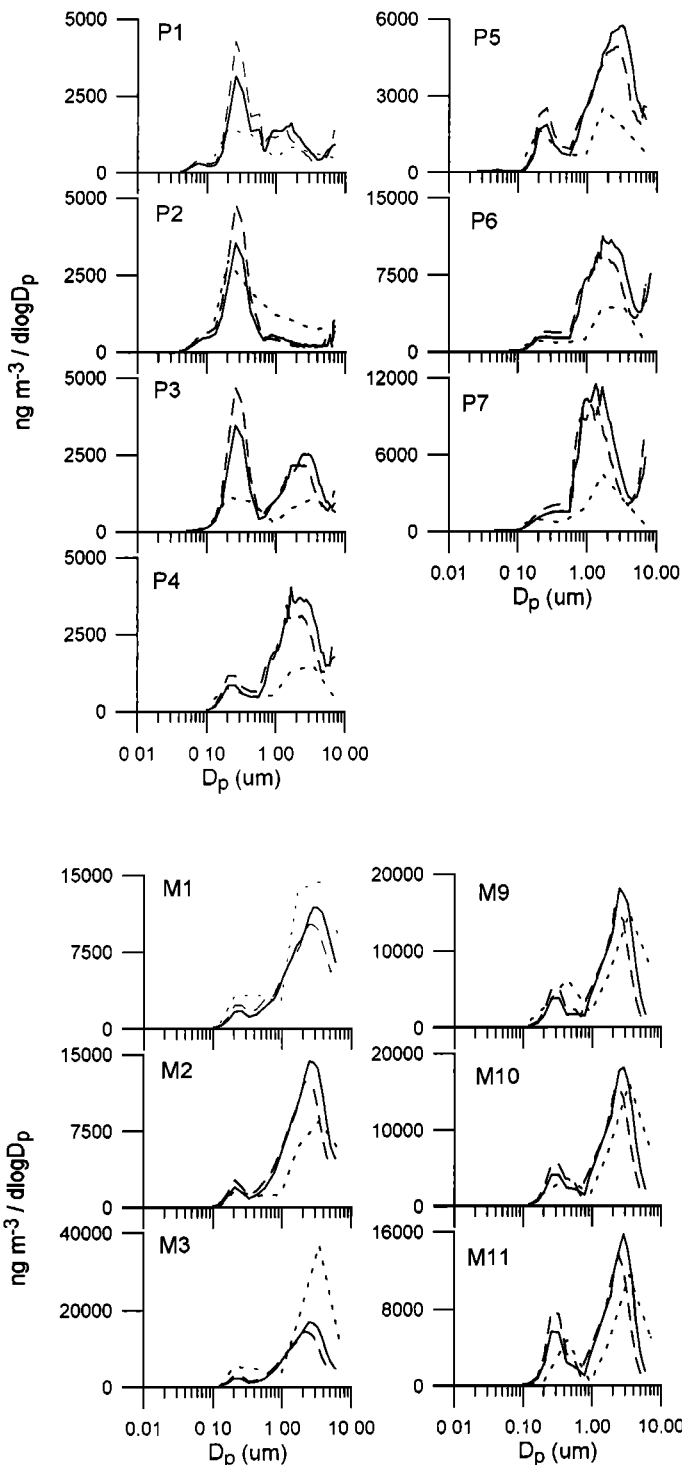 5000
P1
2500
0
5000
P2
2500
0
5000
P3
2500
0
5000
P4
2500
0
0 01 0 10 1 00 10 00
Dp (um)
ng m-3 / dlogDp
6000
P5
3000
0
15000
P6
7500
0
12000
P7
6000
0
0 01 0 10 1.00 10.00
Dp (um)
15000
M1
7500
0
15000
M2
7500
0
40000
M3
20000
0
0 01 0 10 1 00 10 00
Dp (um)
ng m-3 / dlogDp
20000
M9
10000
0
20000
M10
10000
0
16000
M11
8000
0
0 01 0.10 1.00 10.00
Dp (um)